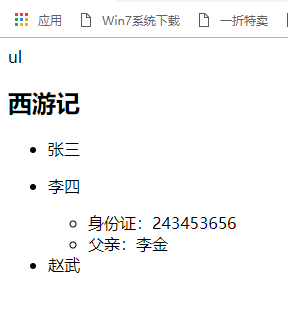 应用 Win7系统下载 一折特卖
ul
西游记
张三
李四
身份证：243453656
父亲：李金
赵武